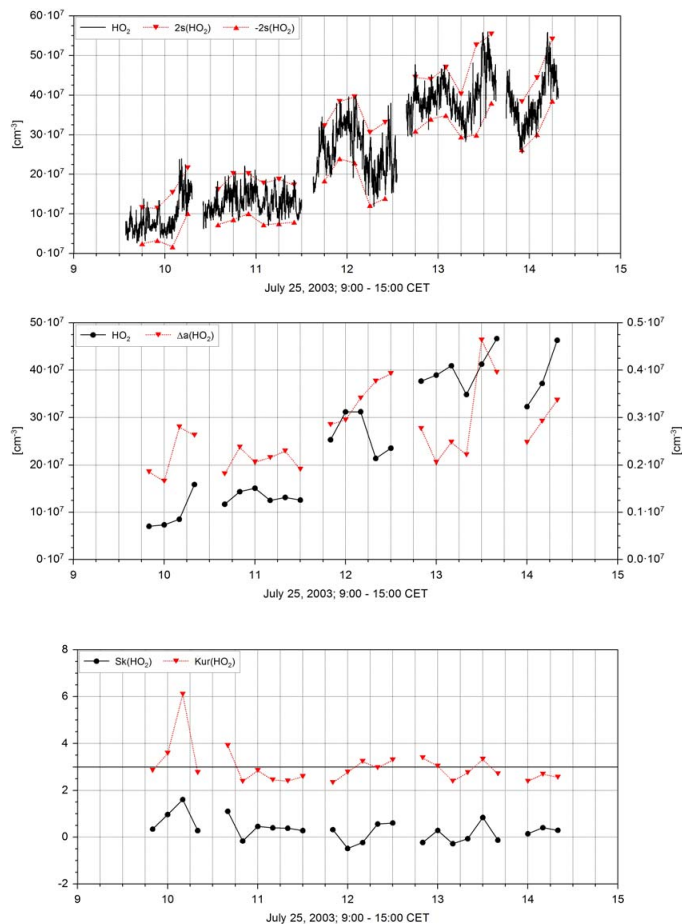 HO₂ 2s(HO₂) -2s(HO₂)
60·10⁷
50·10⁷
40·10⁷
30·10⁷
20·10⁷
10·10⁷
0·10⁷
[cm⁻³]
9 10 11 12 13 14 15
July 25, 2003; 9:00 - 15:00 CET
HO₂ Δa(HO₂)
50·10⁷ 0.5·10⁷
40·10⁷ 0.4·10⁷
30·10⁷ 0.3·10⁷
20·10⁷ 0.2·10⁷
10·10⁷ 0.1·10⁷
0·10⁷ 0.0·10⁷
[cm⁻³] [cm⁻³]
9 10 11 12 13 14 15
July 25, 2003; 9:00 - 15:00 CET
Sk(HO₂) Kur(HO₂)
8
6
4
2
0
-2
9 10 11 12 13 14 15
July 25, 2003; 9:00 - 15:00 CET